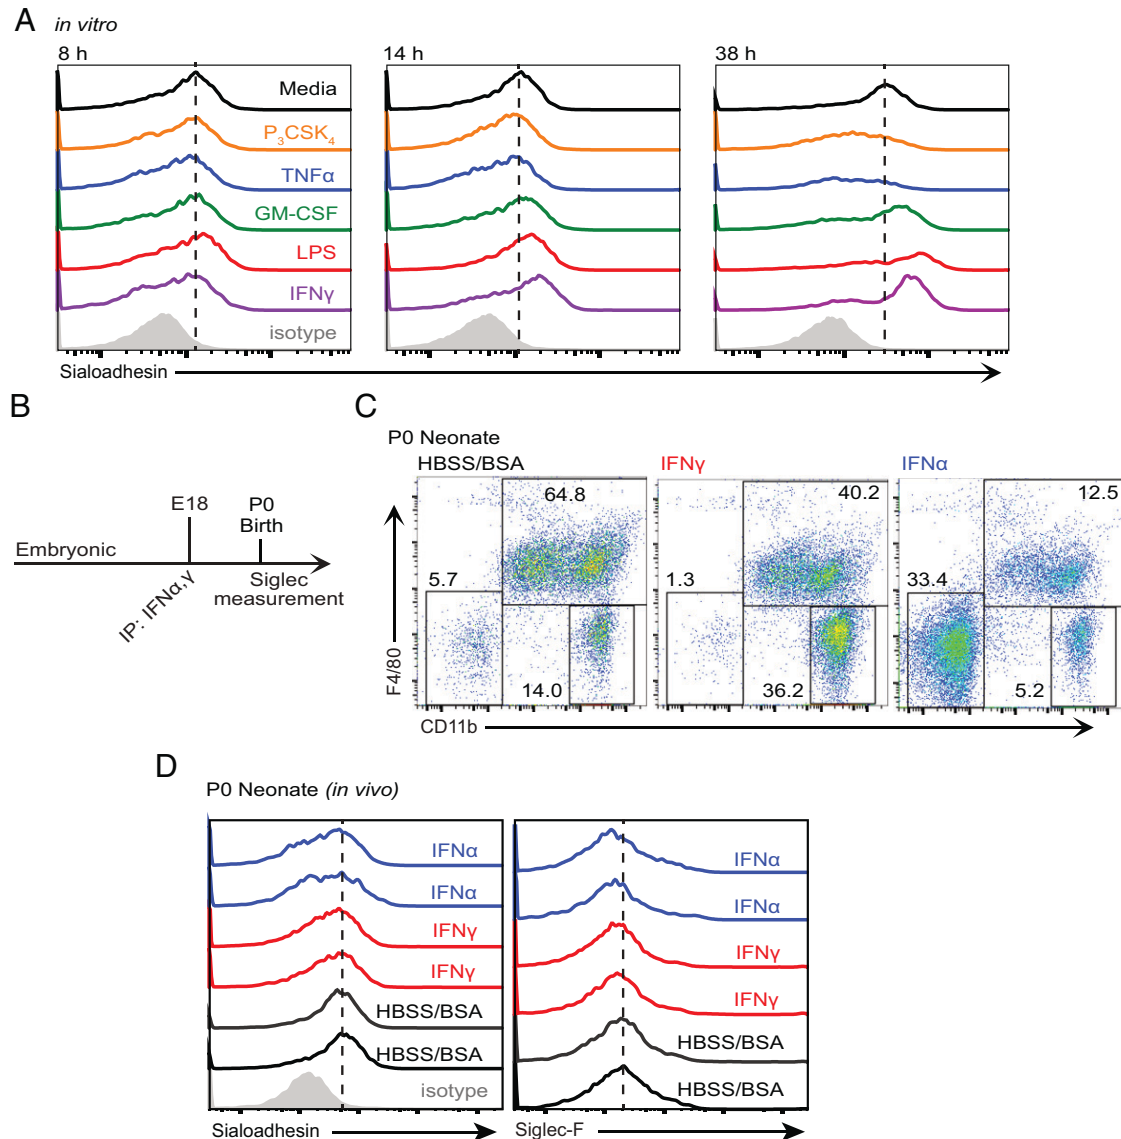 A in vitro
8 h
14 h
38 h
Media
P₃CSK₄
TNFα
GM-CSF
LPS
IFNγ
isotype
Sialoadhesin
B
E18
P0
Birth
Embryonic
IP: IFNα,γ
Siglec
measurement
C
P0 Neonate
HBSS/BSA
IFNγ
IFNα
64.8
5.7
14.0
40.2
1.3
36.2
12.5
33.4
5.2
F4/80
CD11b
D
P0 Neonate (in vivo)
IFNα
IFNα
IFNγ
IFNγ
HBSS/BSA
HBSS/BSA
isotype
Sialoadhesin
IFNα
IFNα
IFNγ
IFNγ
HBSS/BSA
HBSS/BSA
Siglec-F